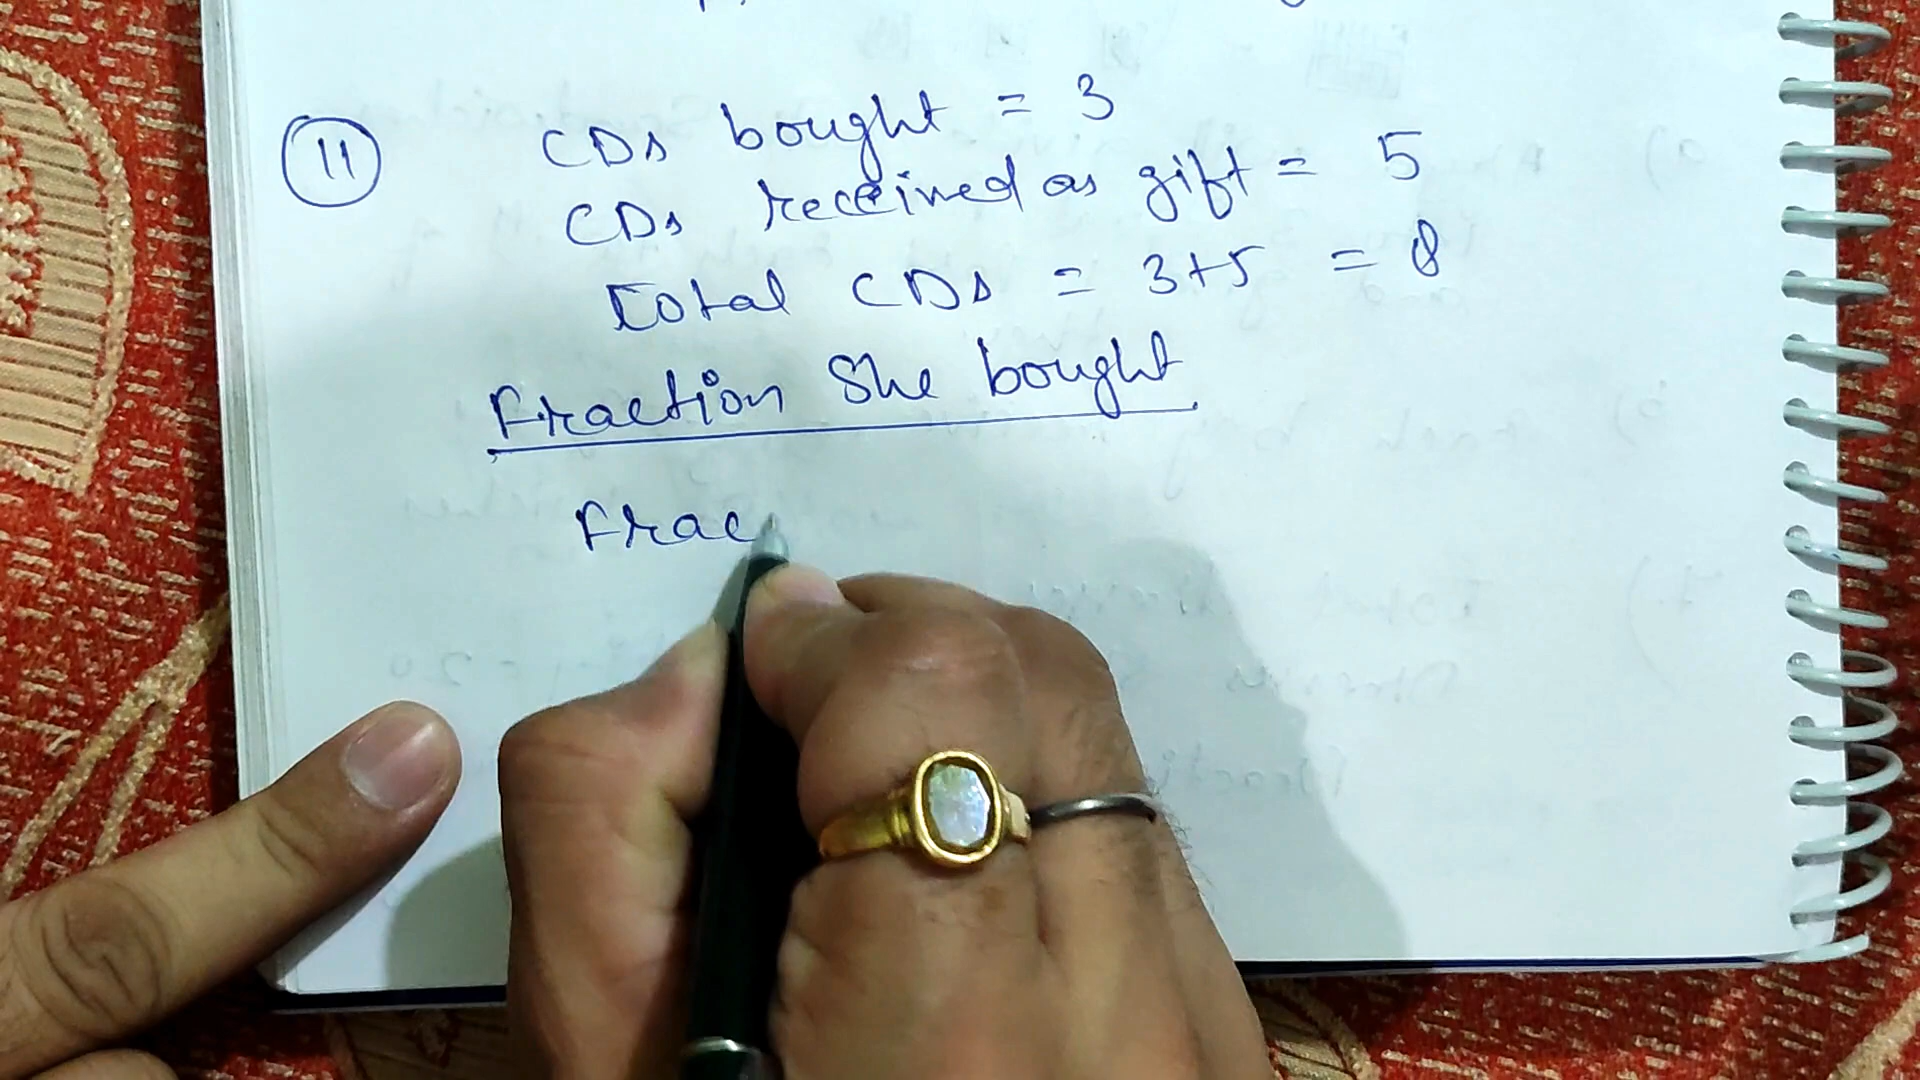 11
CDs bought = 3
CDs received as gift = 5
Total CDs = 3+5 = 8
Fraction She bought
Frac